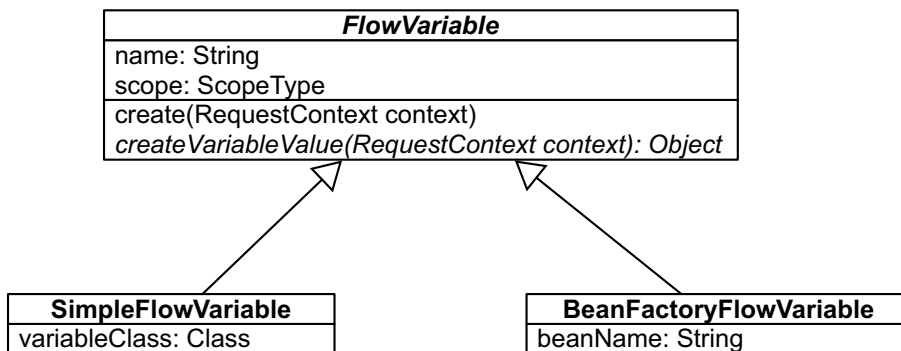 FlowVariable
name: String
scope: ScopeType
create(RequestContext context)
createVariableValue(RequestContext context): Object
SimpleFlowVariable
variableClass: Class
BeanFactoryFlowVariable
beanName: String